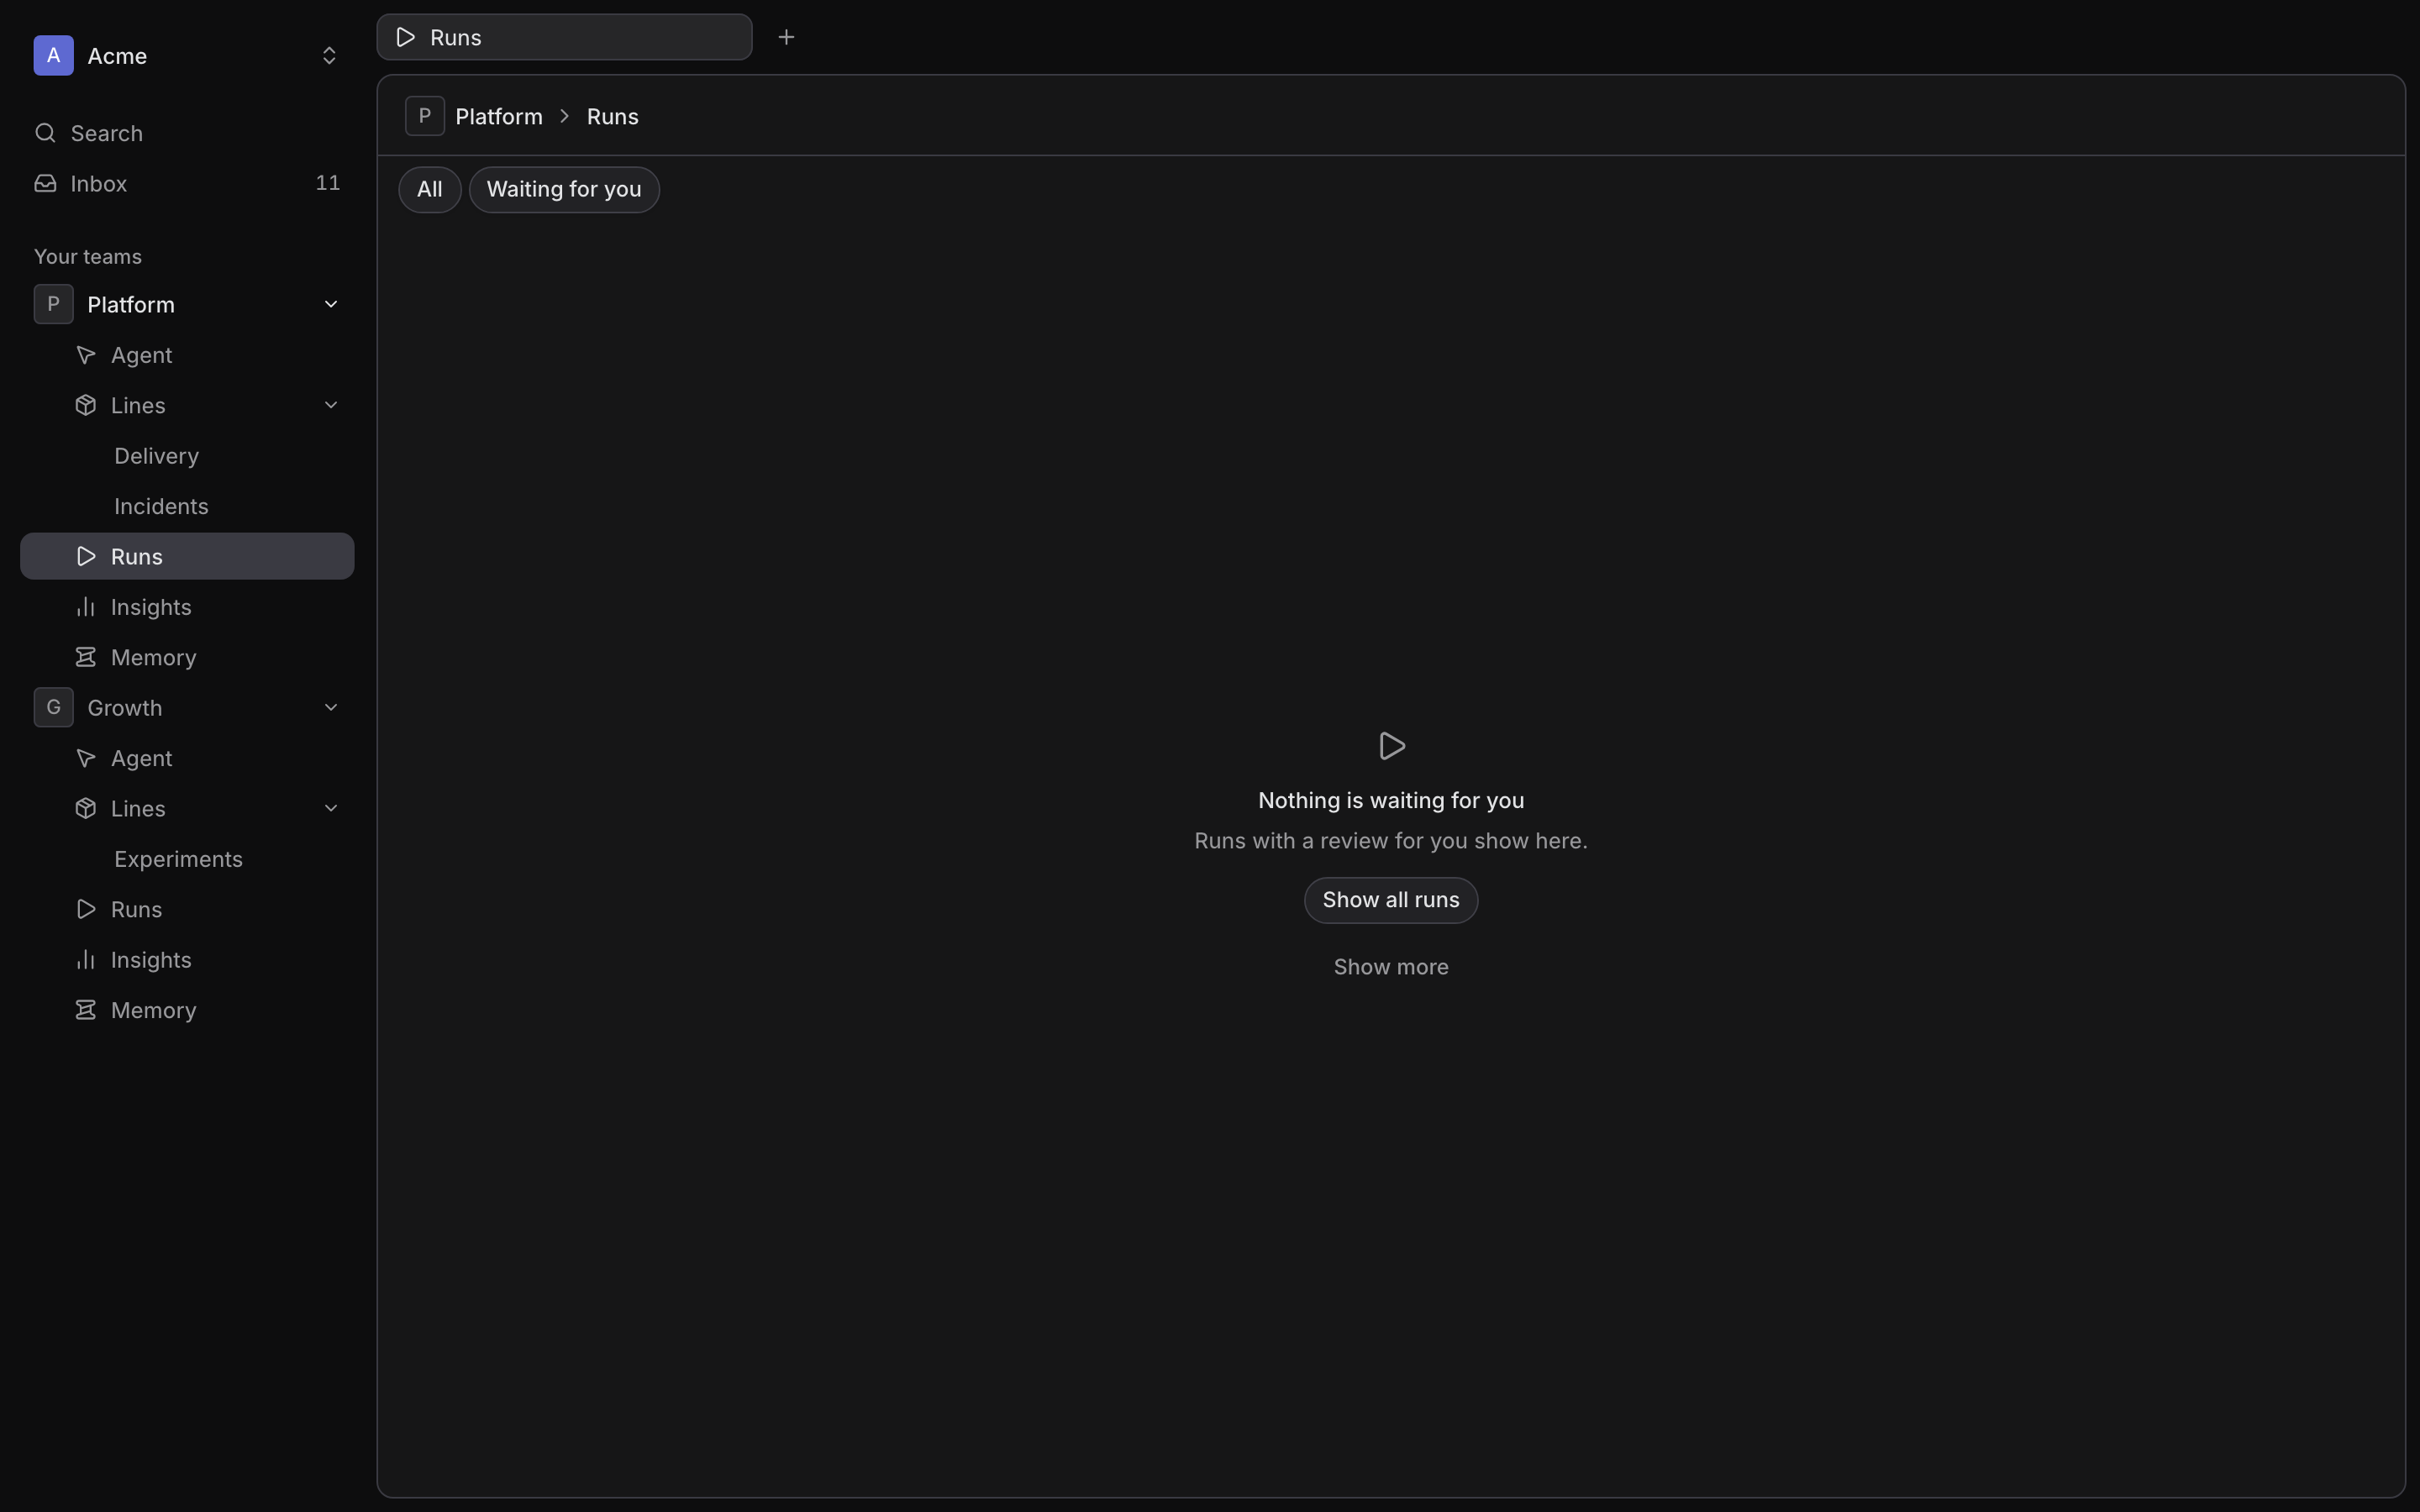 A Acme
Search
Inbox 11
Your teams
P Platform
Agent
Lines
Delivery
Incidents
Runs
Insights
Memory
G Growth
Agent
Lines
Experiments
Runs
Insights
Memory
Runs
P Platform > Runs
All Waiting for you
Nothing is waiting for you
Runs with a review for you show here.
Show all runs
Show more